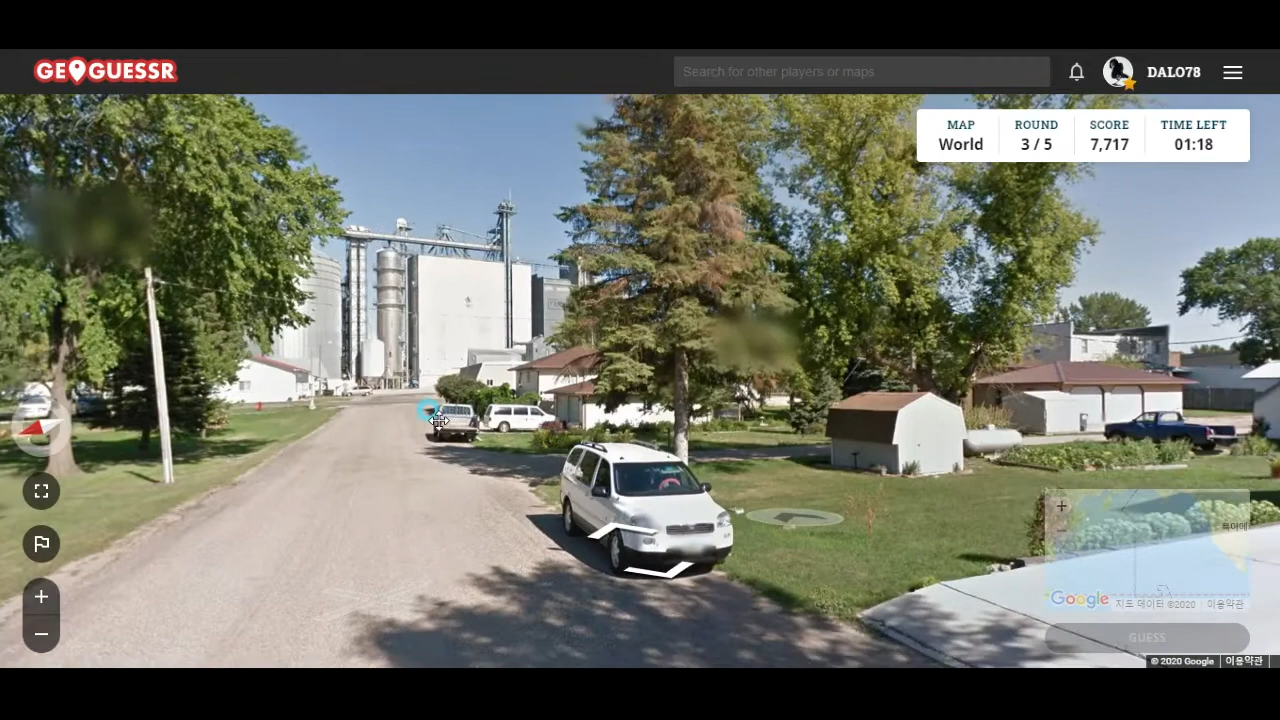 GEOGUESSR
Search for other players or maps
DALO78
MAP
World
ROUND
3 / 5
SCORE
7,717
TIME LEFT
01:18
Google
지도 데이터 ©2020
이용약관
GUESS
© 2020 Google
이용약관